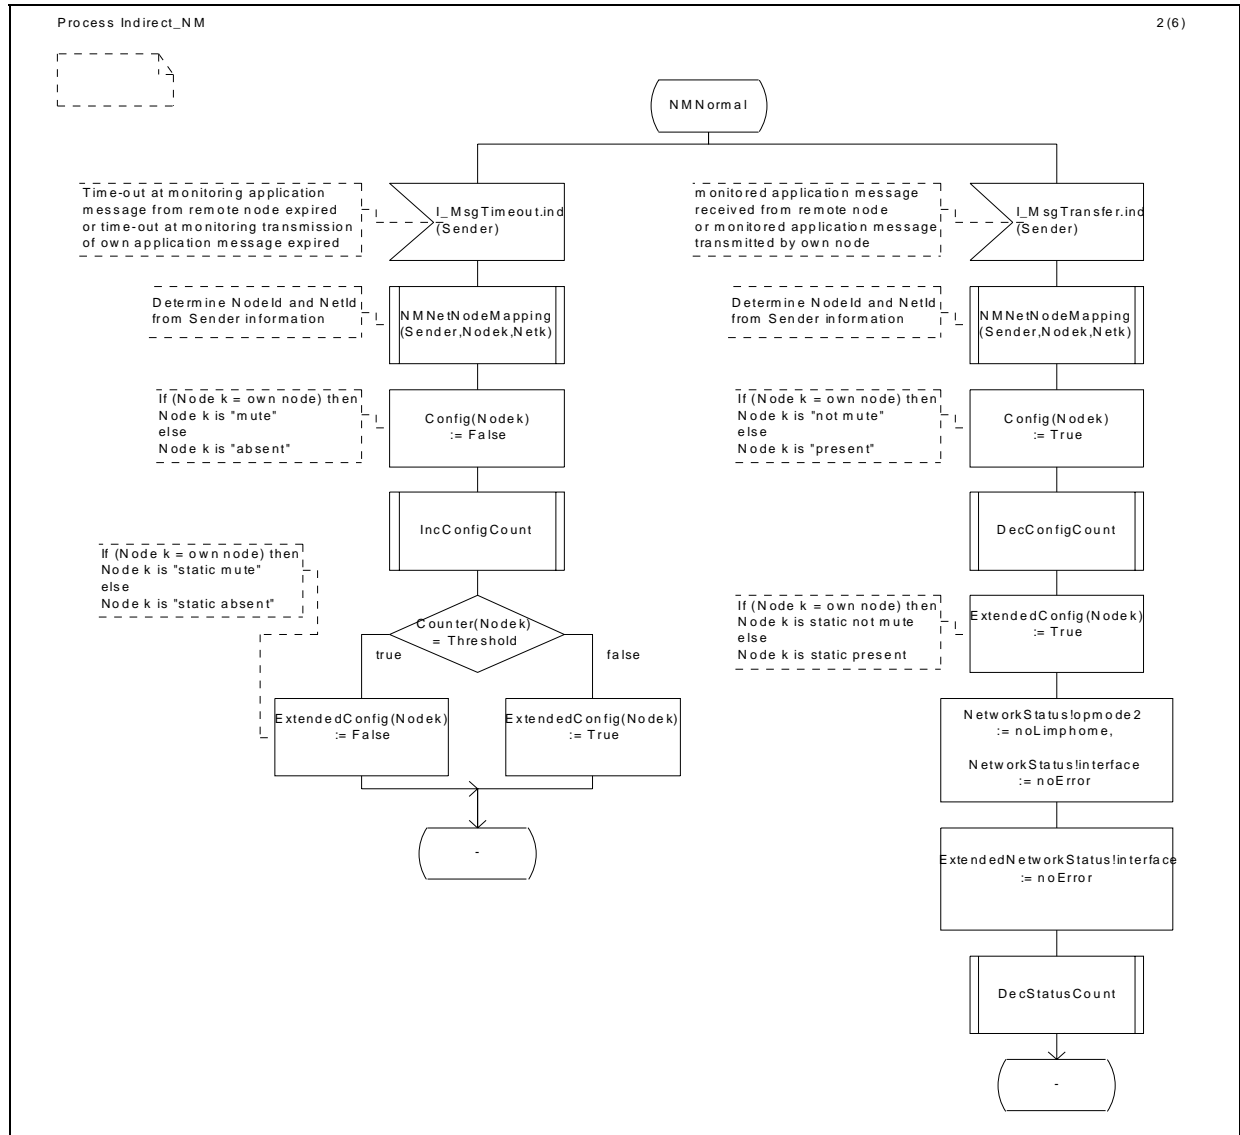 Process Indirect_NM
2(6)
NMNormal
Time-out at monitoring application
message from remote node expired
or time-out at monitoring transmission
of own application message expired
I_MsgTimeout.ind
(Sender)
Determine NodeId and NetId
from Sender information
NMNetNodeMapping
(Sender,Nodek,Netk)
If (Node k = own node) then
Node k is "mute"
else
Node k is "absent"
Config(Nodek)
:= False
IncConfigCount
If (Node k = own node) then
Node k is "static mute"
else
Node k is "static absent"
Counter(Nodek)
= Threshold
true
false
ExtendedConfig(Nodek)
:= False
ExtendedConfig(Nodek)
:= True
-
monitored application message
received from remote node
or monitored application message
transmitted by own node
I_MsgTransfer.ind
(Sender)
Determine NodeId and NetId
from Sender information
NMNetNodeMapping
(Sender,Nodek,Netk)
If (Node k = own node) then
Node k is "not mute"
else
Node k is "present"
Config(Nodek)
:= True
DecConfigCount
If (Node k = own node) then
Node k is static not mute
else
Node k is static present
ExtendedConfig(Nodek)
:= True
NetworkStatus!opmode2
:= noLimphome,
NetworkStatus!interface
:= noError
ExtendedNetworkStatus!interface
:= noError
DecStatusCount
-